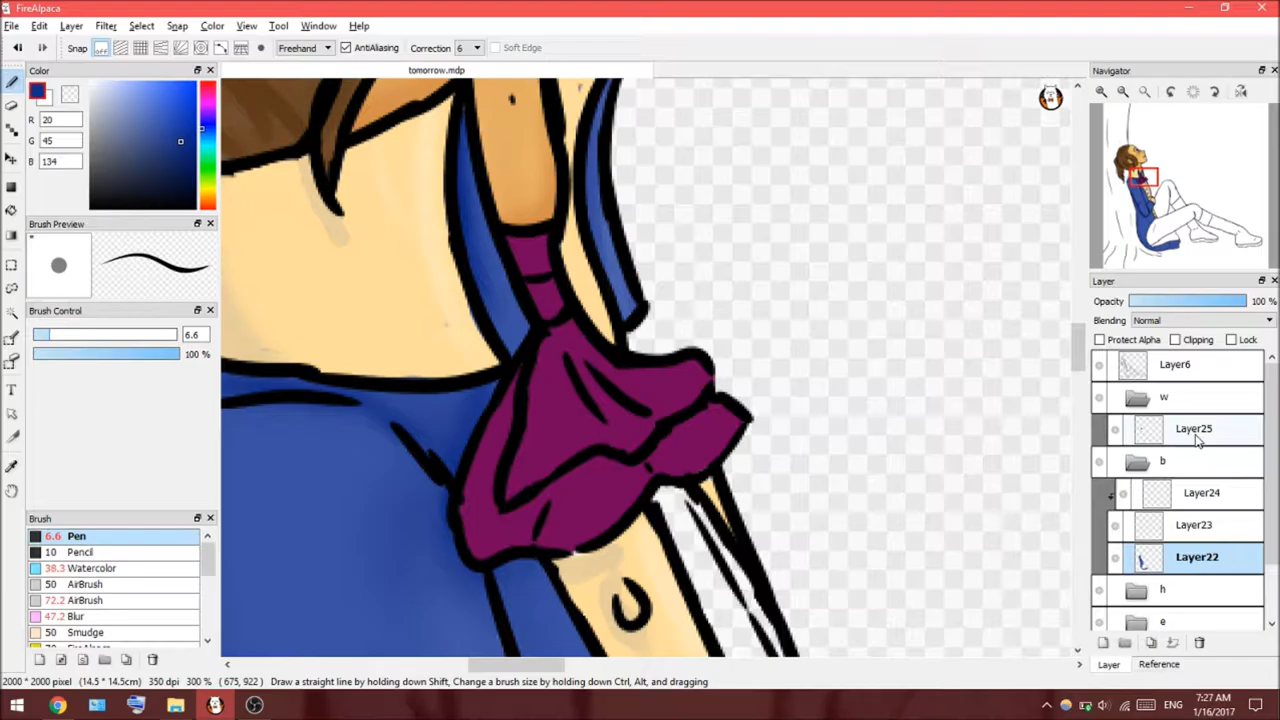 FireAlpaca
File Edit Layer Filter Select Snap Color View Tool Window Help
Snap OFF Freehand AntiAliasing Correction 6 Soft Edge
Color
tomorrow.mdp
Navigator
R 20
G 45
B 134
Brush Preview
Layer
Opacity 100 %
Brush Control
Blending Normal
6.6
Protect Alpha Clipping Lock
100 %
Layer6
w
Layer25
b
Layer24
Brush
Layer23
6.6 Pen
10 Pencil
Layer22
38.3 Watercolor
50 AirBrush
h
72.2 AirBrush
47.2 Blur
e
50 Smudge
Layer Reference
2000 * 2000 pixel (14.5 * 14.5cm) 350 dpi 300 % ( 675, 922 ) Draw a straight line by holding down Shift, Change a brush size by holding down Ctrl, Alt, and dragging
ENG
7:27 AM
1/16/2017